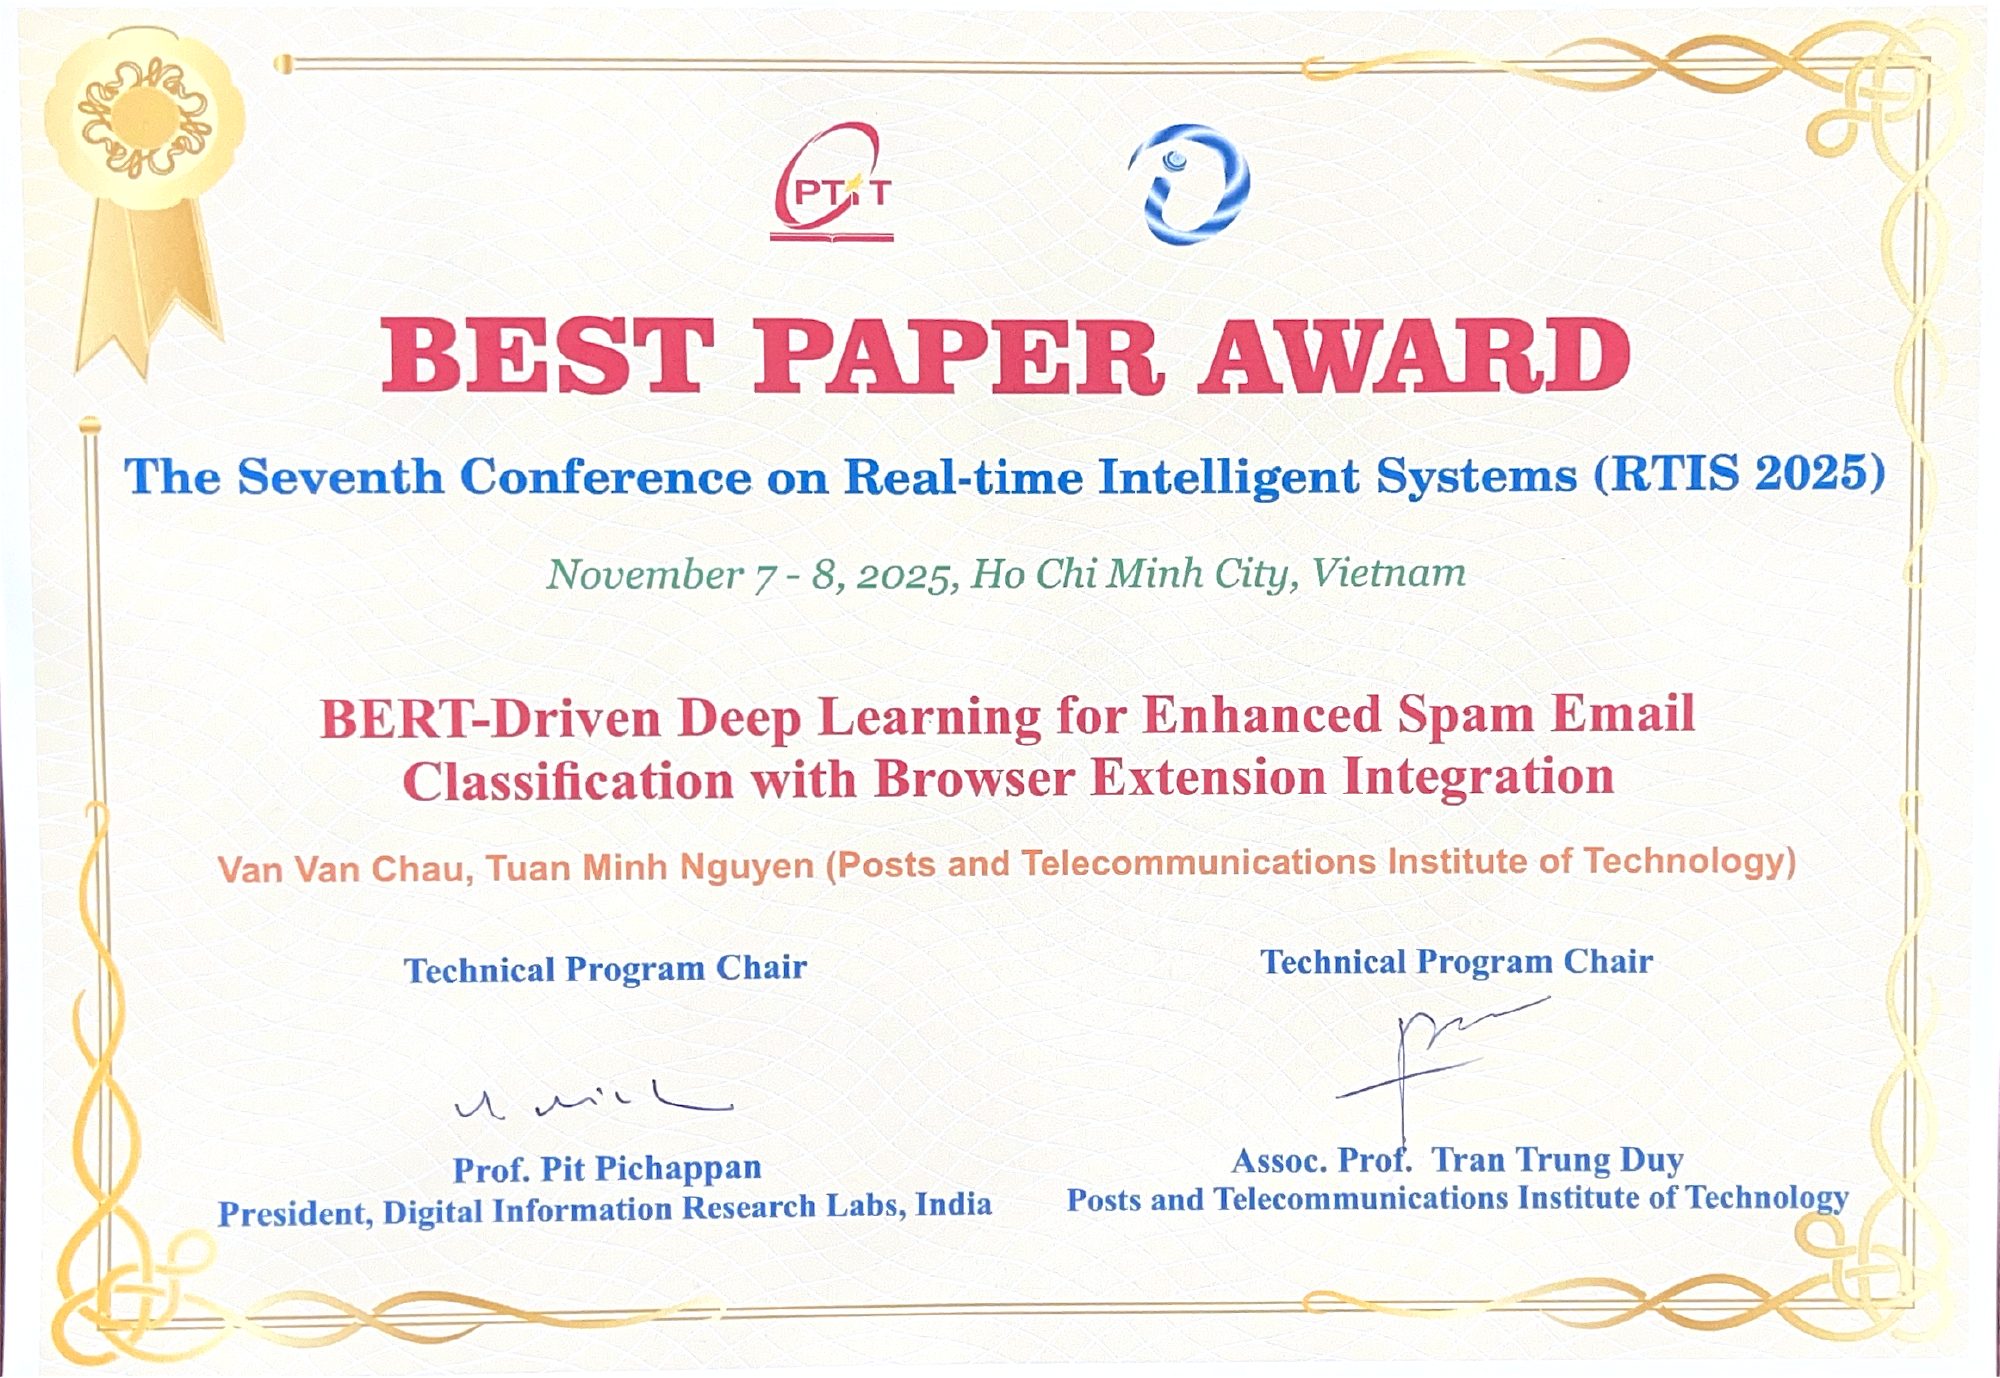 PTiT
BEST PAPER AWARD
The Seventh Conference on Real-time Intelligent Systems (RTIS 2025)
November 7 - 8, 2025, Ho Chi Minh City, Vietnam
BERT-Driven Deep Learning for Enhanced Spam Email
Classification with Browser Extension Integration
Van Van Chau, Tuan Minh Nguyen (Posts and Telecommunications Institute of Technology)
Technical Program Chair
Prof. Pit Pichappan
President, Digital Information Research Labs, India
Technical Program Chair
Assoc. Prof. Tran Trung Duy
Posts and Telecommunications Institute of Technology